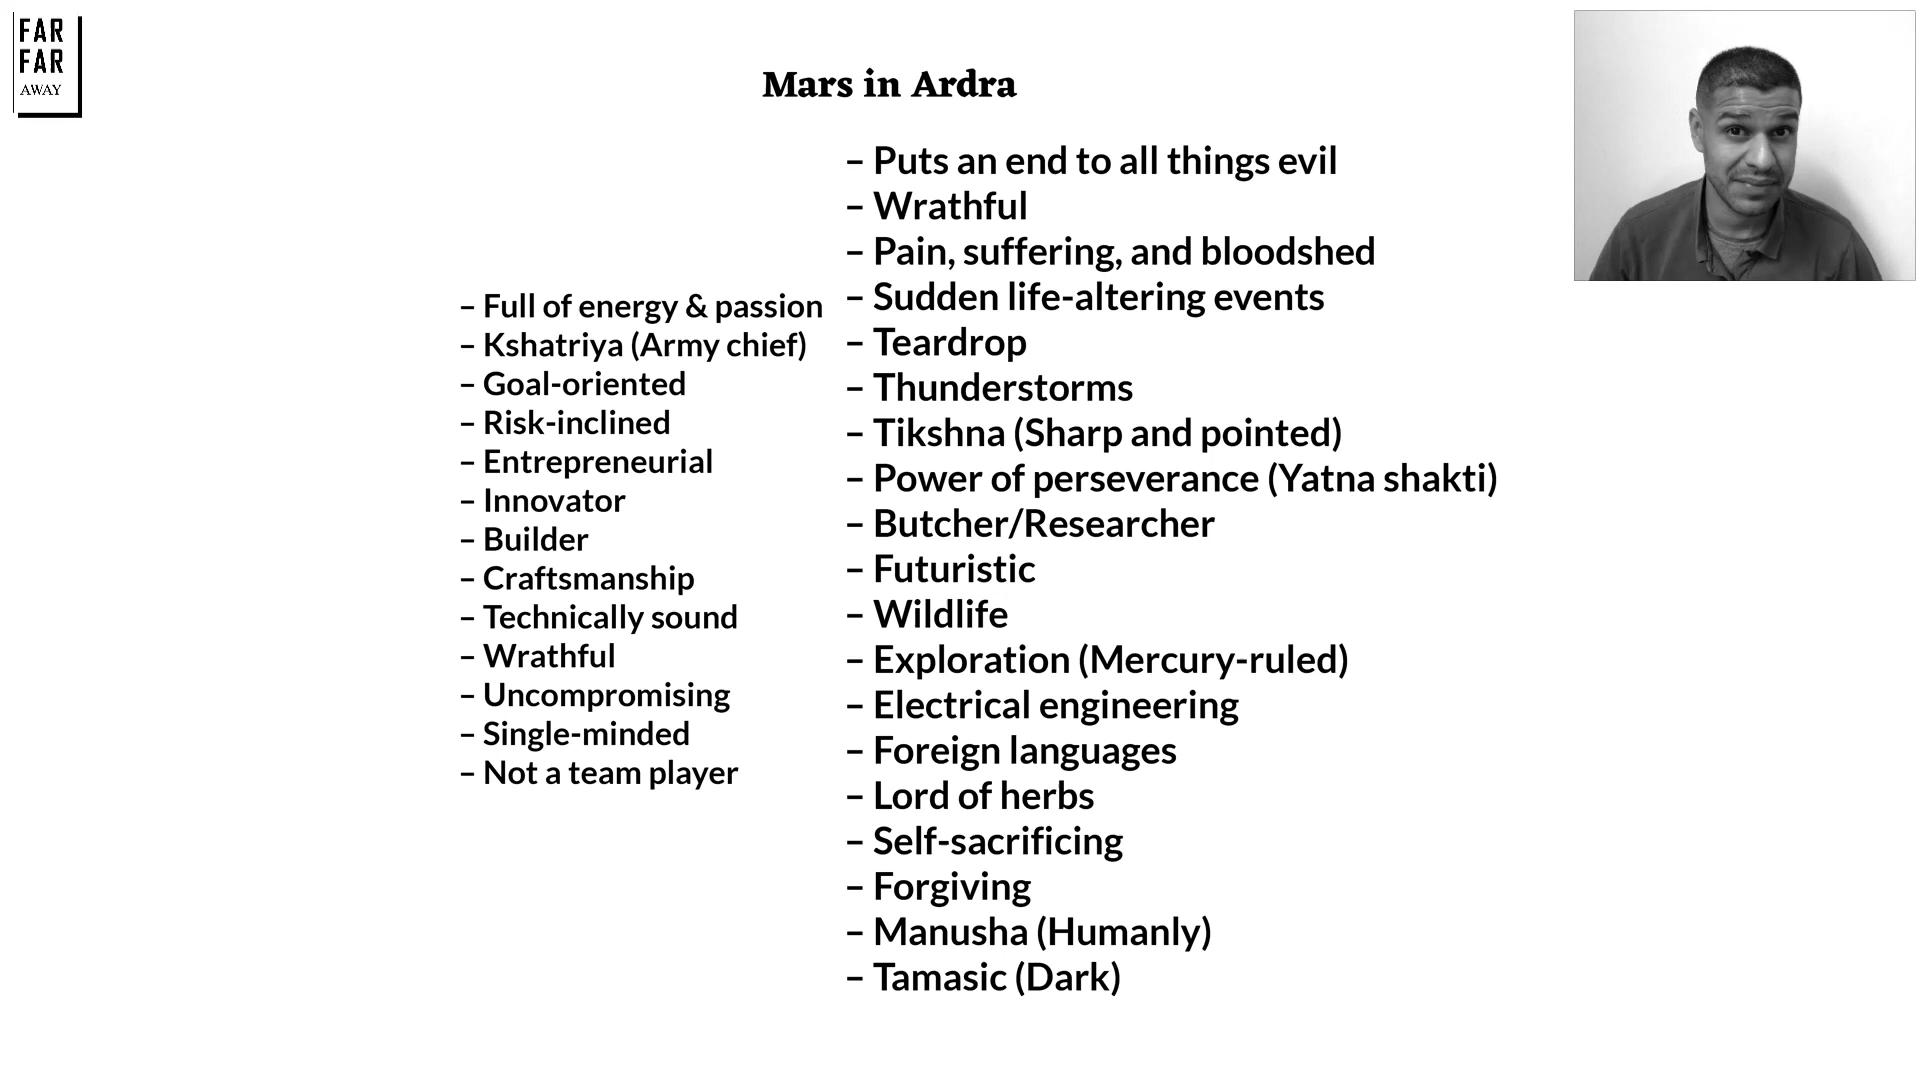 FAR
FAR
AWAY
Mars in Ardra
– Full of energy & passion
– Kshatriya (Army chief)
– Goal-oriented
– Risk-inclined
– Entrepreneurial
– Innovator
– Builder
– Craftsmanship
– Technically sound
– Wrathful
– Uncompromising
– Single-minded
– Not a team player
– Puts an end to all things evil
– Wrathful
– Pain, suffering, and bloodshed
– Sudden life-altering events
– Teardrop
– Thunderstorms
– Tikshna (Sharp and pointed)
– Power of perseverance (Yatna shakti)
– Butcher/Researcher
– Futuristic
– Wildlife
– Exploration (Mercury-ruled)
– Electrical engineering
– Foreign languages
– Lord of herbs
– Self-sacrificing
– Forgiving
– Manusha (Humanly)
– Tamasic (Dark)